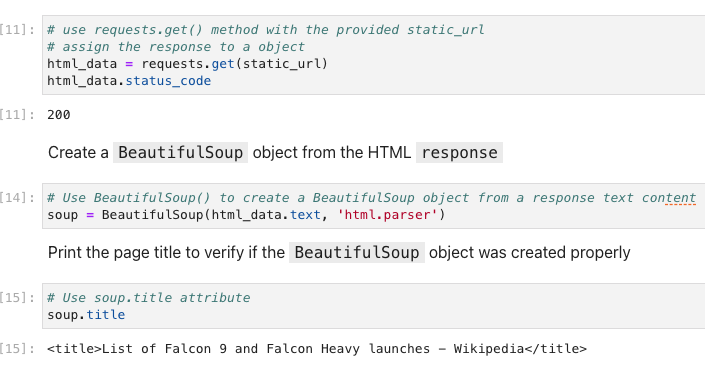 [11]: # use requests.get() method with the provided static_url
# assign the response to a object
html_data = requests.get(static_url)
html_data.status_code
[11]: 200
Create a BeautifulSoup object from the HTML response
[14]: # Use BeautifulSoup() to create a BeautifulSoup object from a response text content
soup = BeautifulSoup(html_data.text, 'html.parser')
Print the page title to verify if the BeautifulSoup object was created properly
[15]: # Use soup.title attribute
soup.title
[15]: <title>List of Falcon 9 and Falcon Heavy launches – Wikipedia</title>